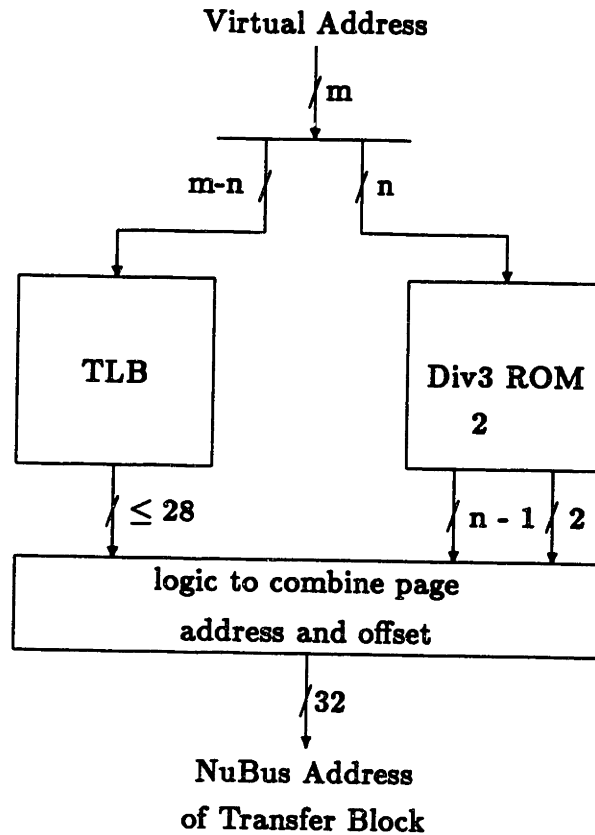 Virtual Address
m
m-n
n
TLB
Div3 ROM
2
≤ 28
n - 1
2
logic to combine page
address and offset
32
NuBus Address
of Transfer Block